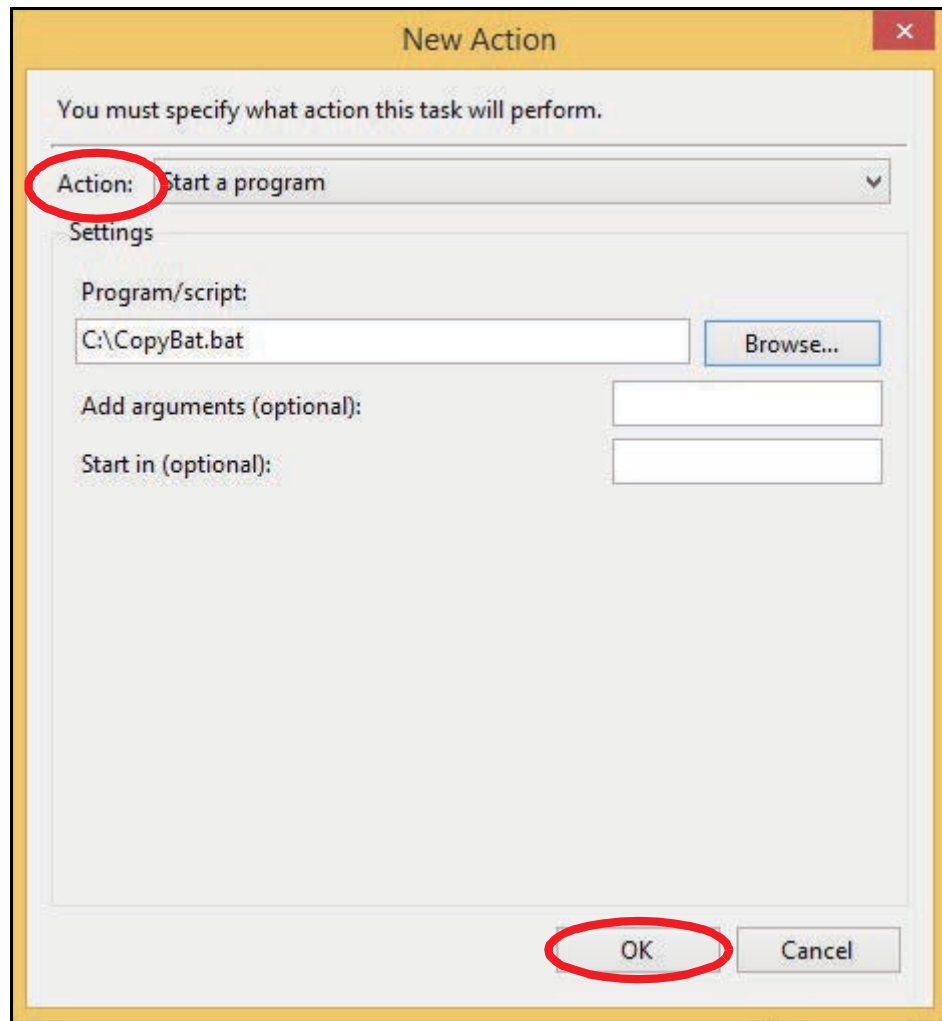 New Action
You must specify what action this task will perform.
Action: Start a program
Settings
Program/script:
C:\CopyBat.bat Browse...
Add arguments (optional):
Start in (optional):
OK Cancel